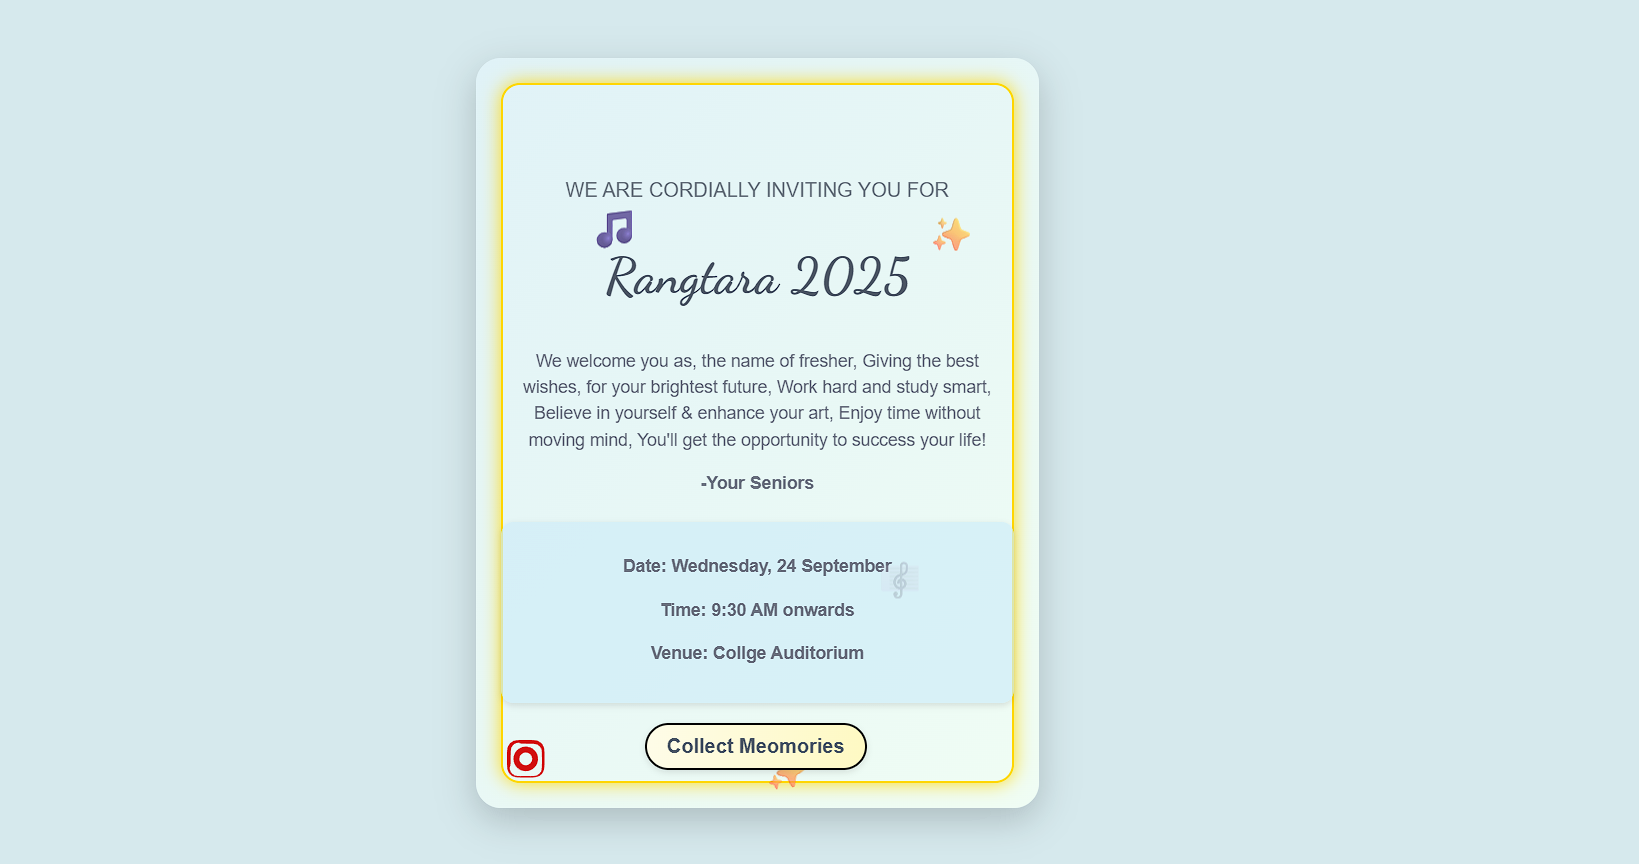 WE ARE CORDIALLY INVITING YOU FOR
Rangtara 2025
We welcome you as, the name of fresher, Giving the best
wishes, for your brightest future, Work hard and study smart,
Believe in yourself & enhance your art, Enjoy time without
moving mind, You'll get the opportunity to success your life!
-Your Seniors
Date: Wednesday, 24 September
Time: 9:30 AM onwards
Venue: Collge Auditorium
Collect Meomories